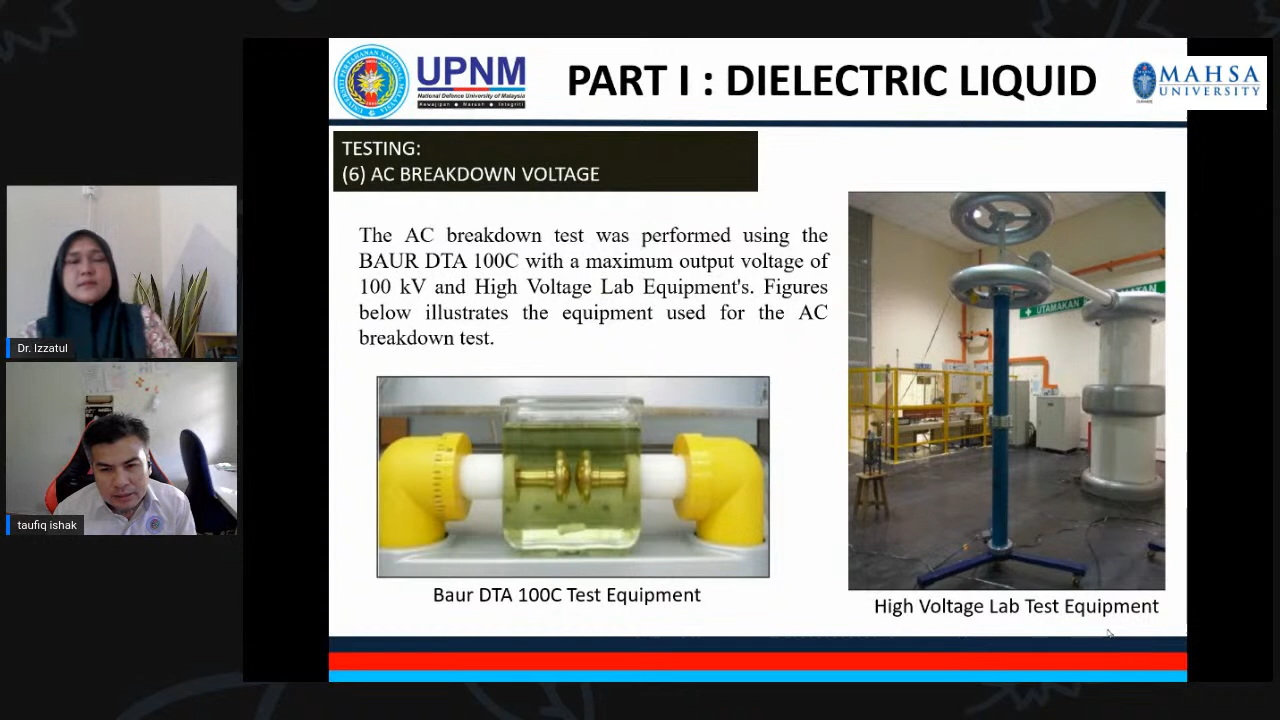 UPNM
National Defence University of Malaysia
Kewajipan ● Maruah ● Integriti
PART I : DIELECTRIC LIQUID
MAHSA
UNIVERSITY
TESTING:
(6) AC BREAKDOWN VOLTAGE
The AC breakdown test was performed using the
BAUR DTA 100C with a maximum output voltage of
100 kV and High Voltage Lab Equipment's. Figures
below illustrates the equipment used for the AC
breakdown test.
UTAMAKAN
Baur DTA 100C Test Equipment
High Voltage Lab Test Equipment
Dr. Izzatul
taufiq ishak